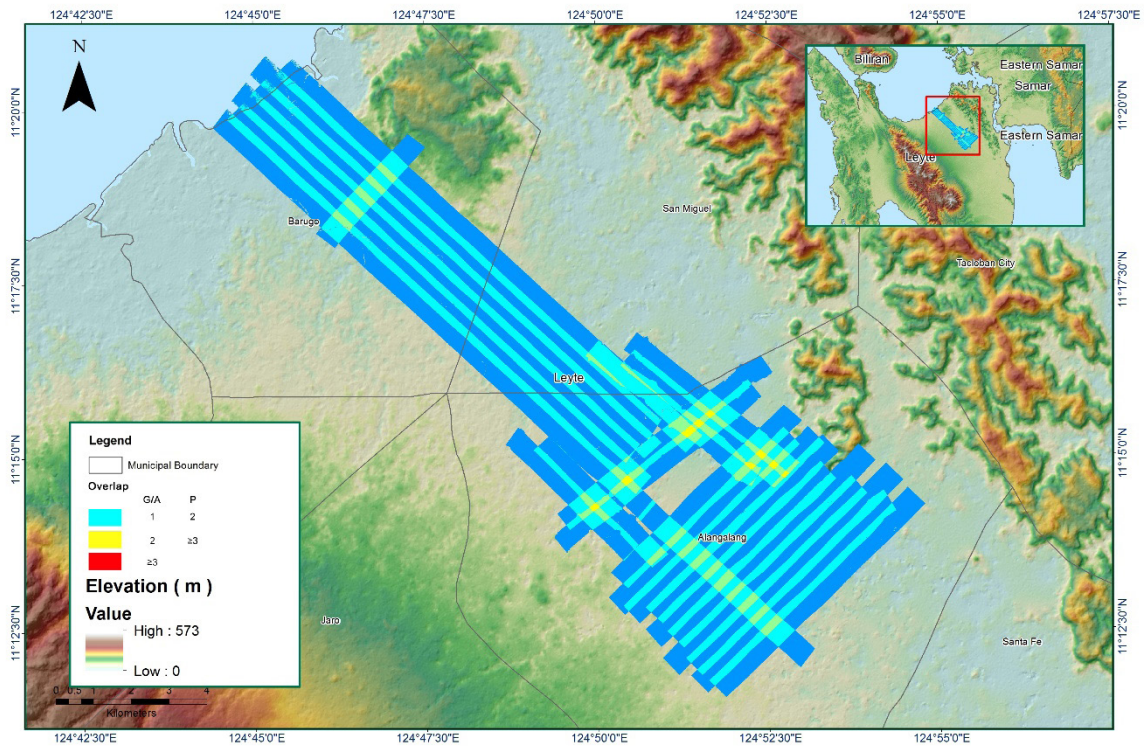 124°42'30"E 124°45'0"E 124°47'30"E 124°50'0"E 124°52'30"E 124°55'0"E 124°57'30"E
N
Biliran
Eastern Samar
Samar
Eastern Samar
Leyte
11°20'0"N
11°20'0"N
San Miguel
Barugo
Tacloban City
11°17'30"N
11°17'30"N
Leyte
11°15'0"N
11°15'0"N
Alangalang
Jaro
Santa Fe
11°12'30"N
11°12'30"N
Legend
Municipal Boundary
Overlap
G/A P
1 2
2 ≥3
≥3
Elevation ( m )
Value
High : 573
Low : 0
0 0.5 1 2 3 4
Kilometers
124°42'30"E 124°45'0"E 124°47'30"E 124°50'0"E 124°52'30"E 124°55'0"E 124°57'30"E